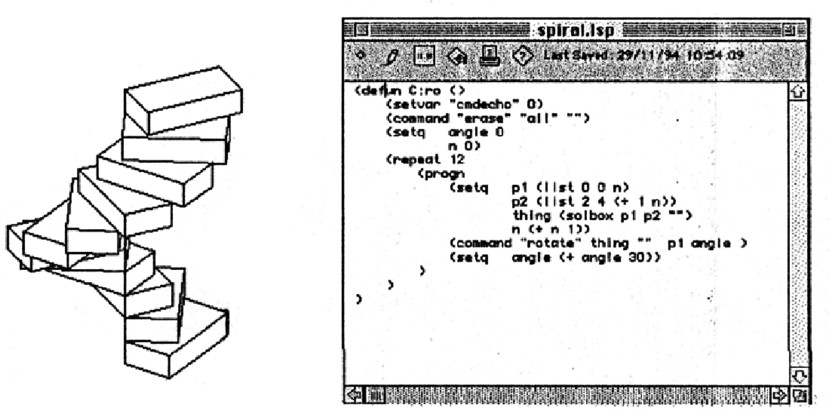 spiral.lsp
Last Saved: 29/11/94 10:54:09
(defun C:ro ()
(setvar "cmdecho" 0)
(command "erase" "all" "")
(setq angle 0
n 0)
(repeat 12
(progn
(setq p1 (list 0 0 n)
p2 (list 2 4 (+ 1 n))
thing (solbox p1 p2 "")
n (+ n 1))
(command "rotate" thing "" p1 angle )
(setq angle (+ angle 30))
)
)
)